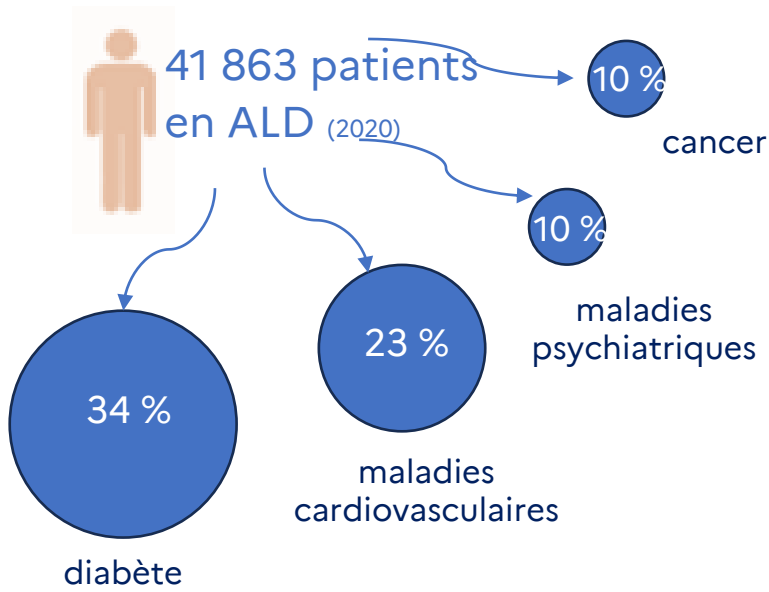 41 863 patients
en ALD (2020)
10 %
cancer
10 %
maladies
psychiatriques
23 %
maladies
cardiovasculaires
34 %
diabète